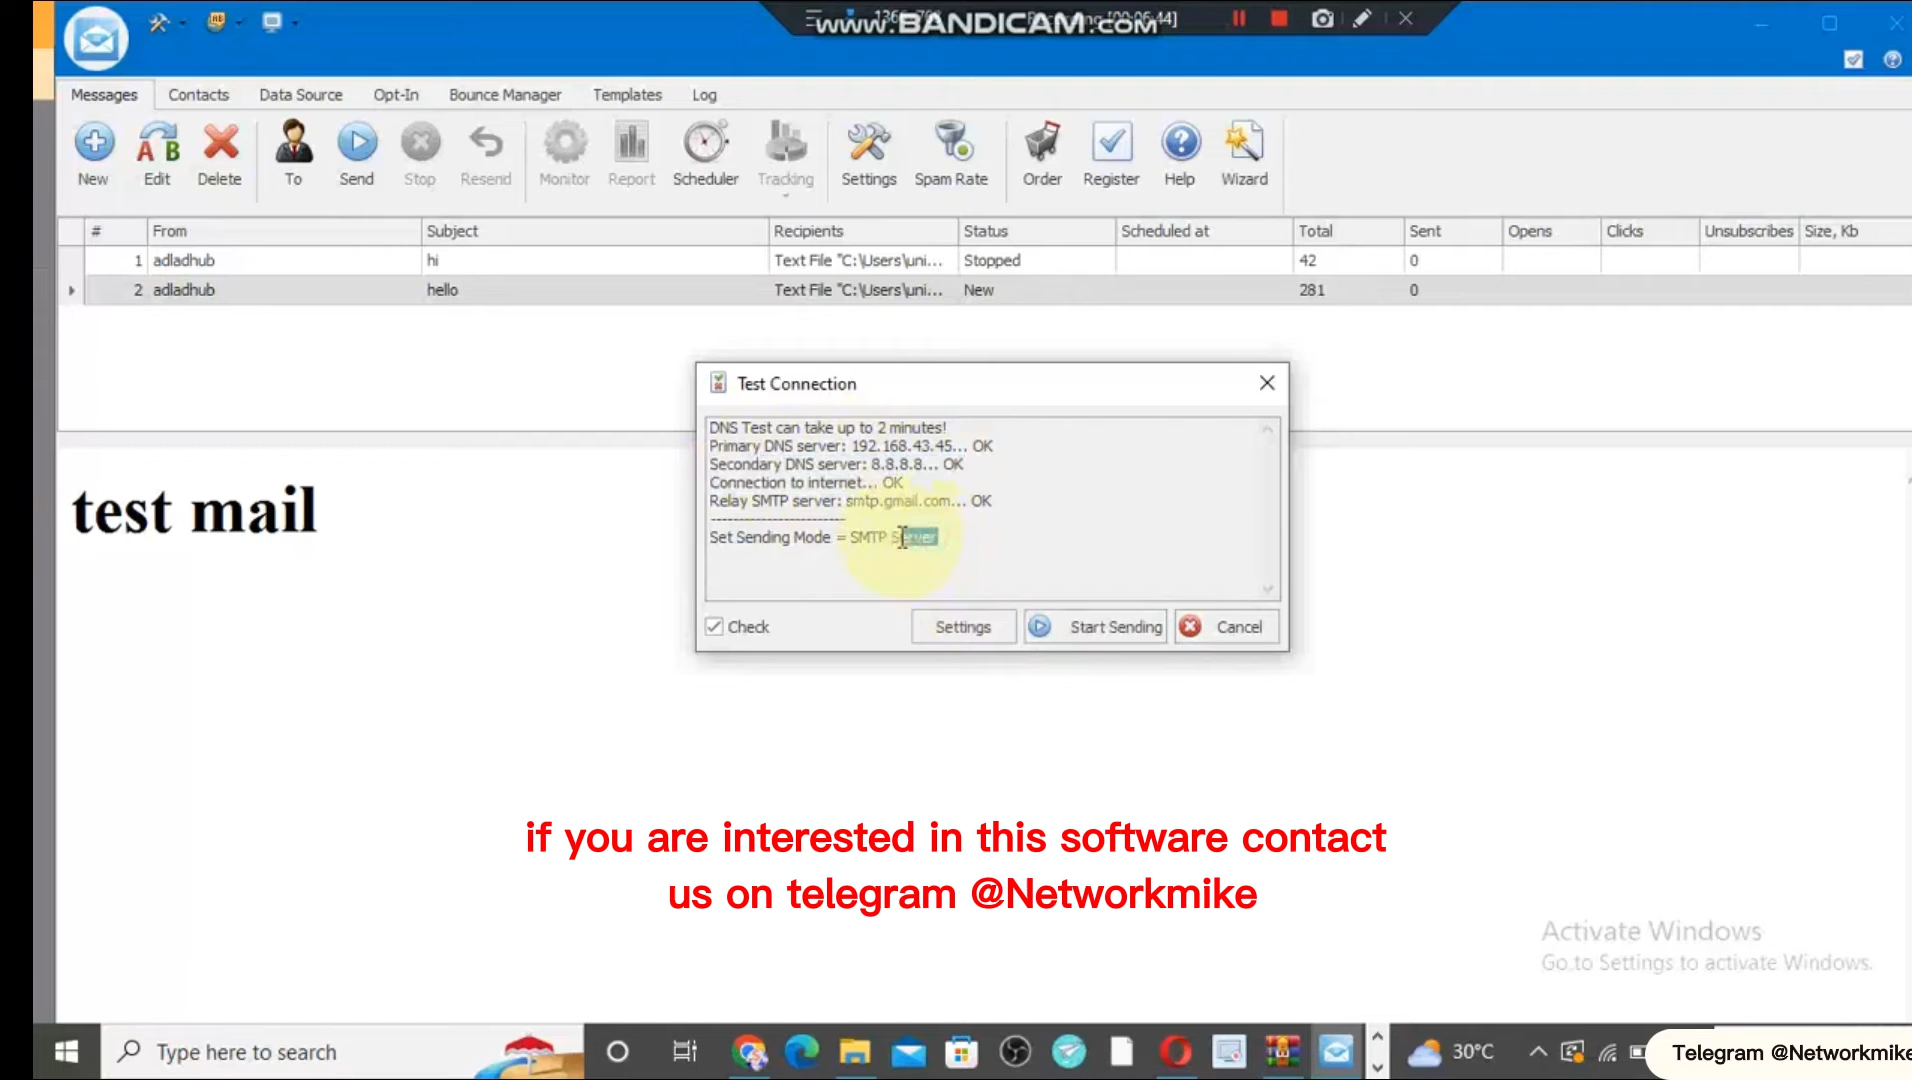 www.BANDICAM.com
Messages Contacts Data Source Opt-In Bounce Manager Templates Log
New Edit Delete To Send Stop Resend Monitor Report Scheduler Tracking Settings Spam Rate Order Register Help Wizard
# From Subject Recipients Status Scheduled at Total Sent Opens Clicks Unsubscribes Size, Kb
1 adladhub hi Text File "C:\Users\uni... Stopped 42 0
2 adladhub hello Text File "C:\Users\uni... New 281 0
Test Connection
DNS Test can take up to 2 minutes!
Primary DNS server: 192.168.43.45... OK
Secondary DNS server: 8.8.8.8... OK
Connection to internet... OK
Relay SMTP server: smtp.gmail.com... OK
------------------------
Set Sending Mode = SMTP Server
Check Settings Start Sending Cancel
test mail
if you are interested in this software contact
us on telegram @Networkmike
Activate Windows
Go to Settings to activate Windows.
Type here to search 30°C Telegram @Networkmike